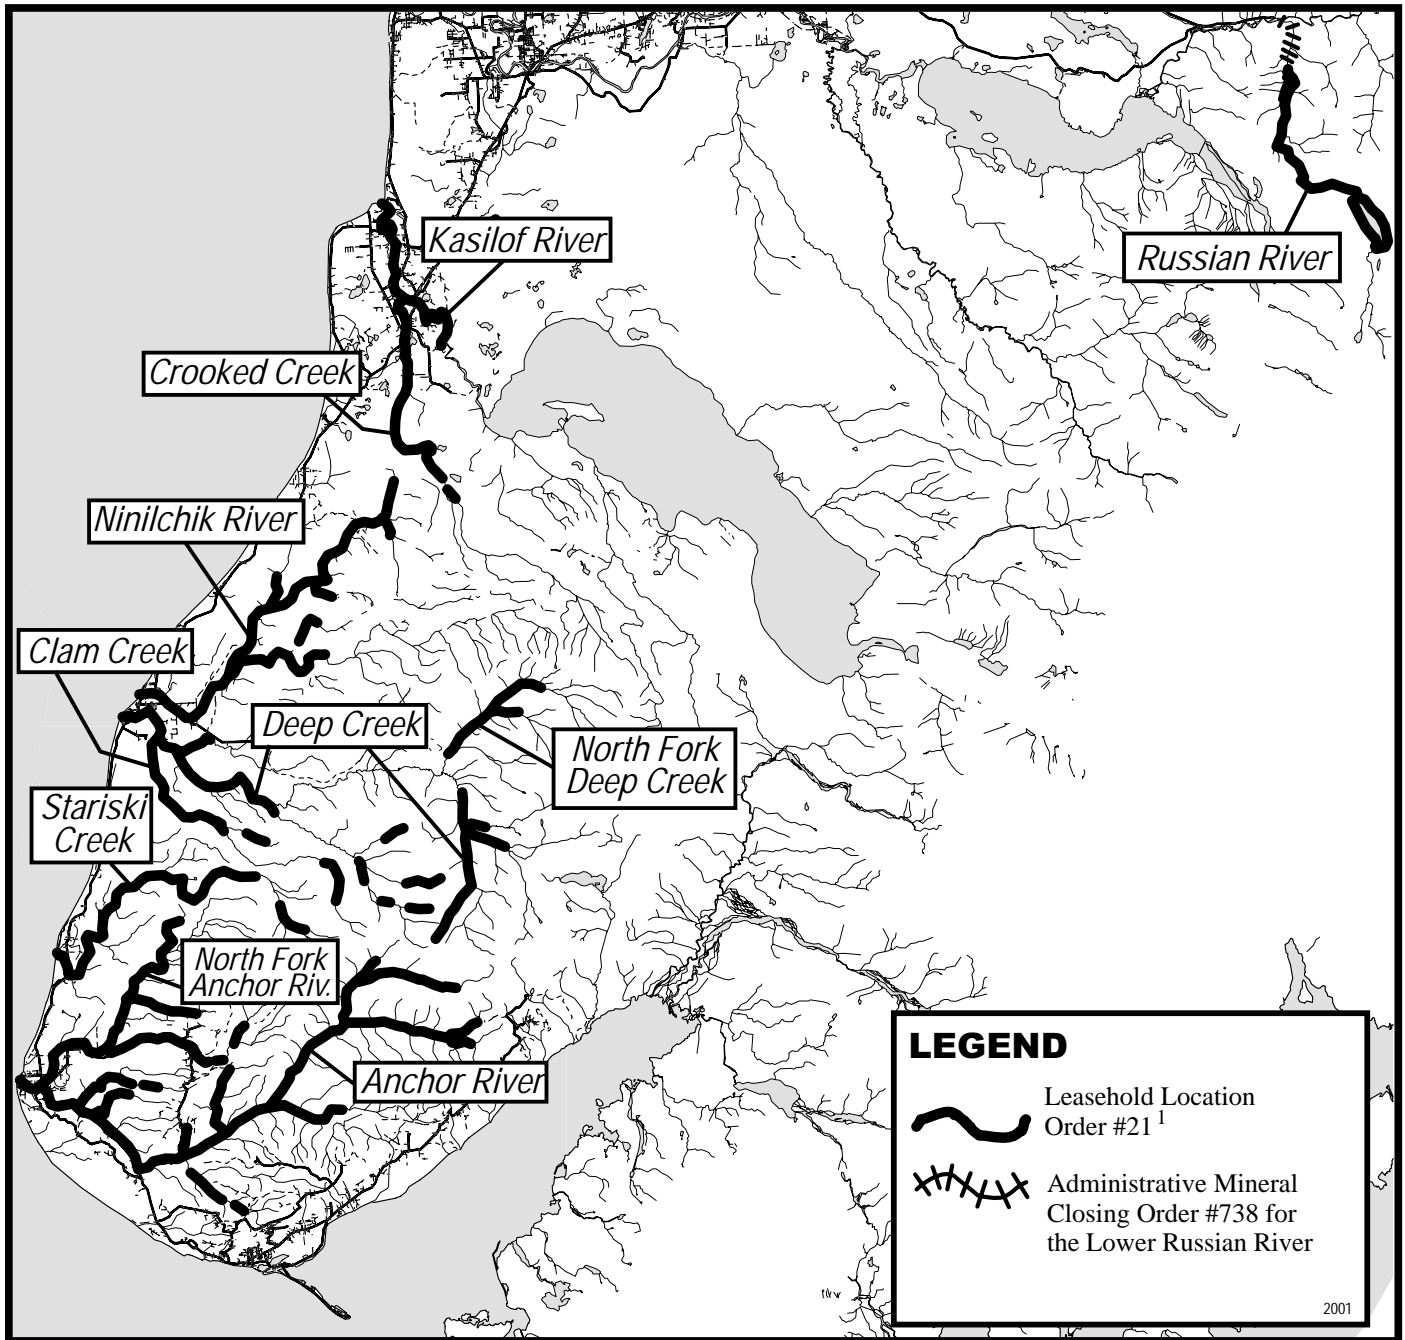 Kasilof River
Russian River
Crooked Creek
Ninilchik River
Clam Creek
Deep Creek
North Fork
Deep Creek
Stariski
Creek
North Fork
Anchor Riv.
Anchor River
LEGEND
Leasehold Location
Order #21 1
Administrative Mineral
Closing Order #738 for
the Lower Russian River
2001